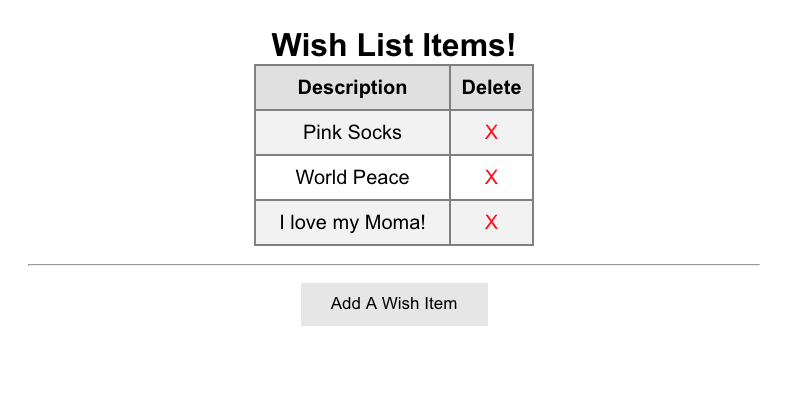 Wish List Items!
Description Delete
Pink Socks X
World Peace X
I love my Moma! X
Add A Wish Item